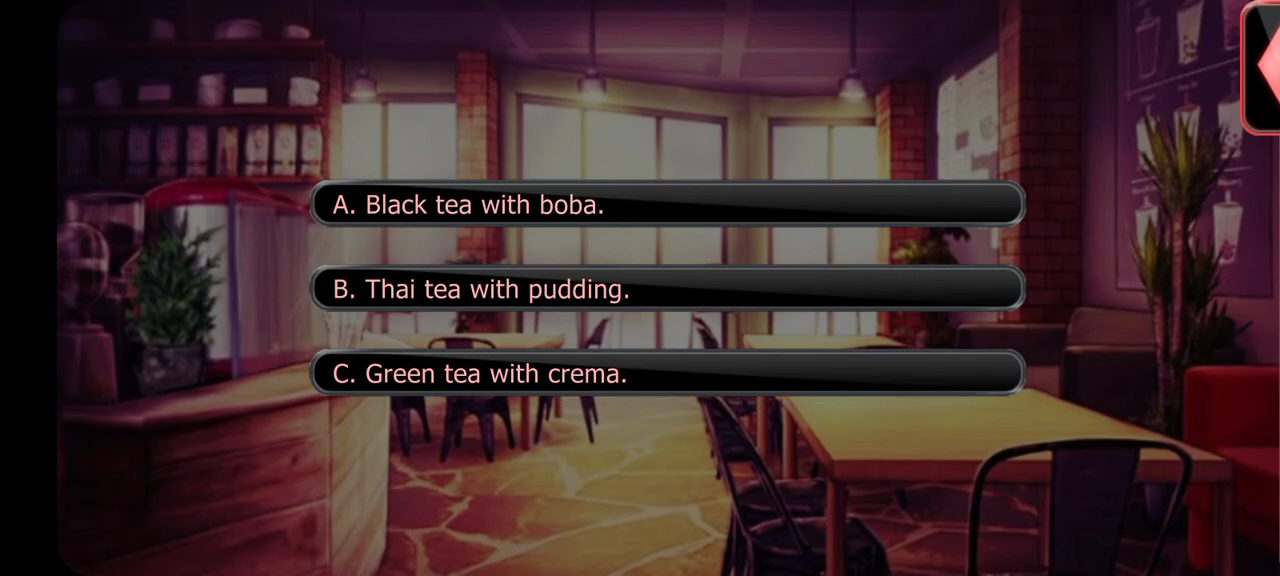 A. Black tea with boba.
B. Thai tea with pudding.
C. Green tea with crema.